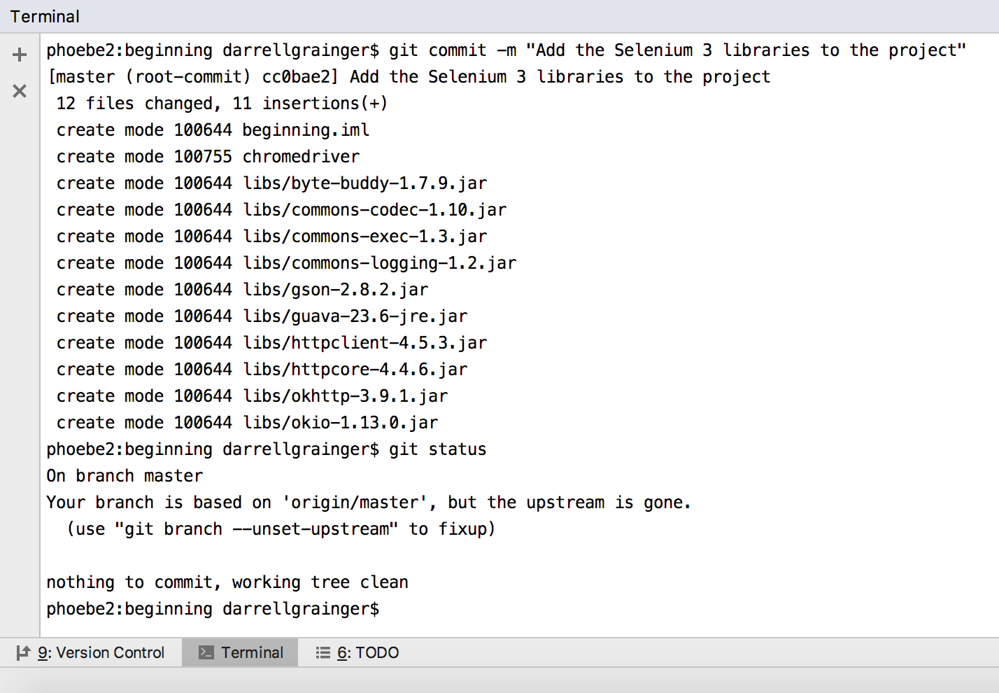 Terminal
phoebe2:beginning darrellgrainger$ git commit -m "Add the Selenium 3 libraries to the project"
[master (root-commit) cc0bae2] Add the Selenium 3 libraries to the project
 12 files changed, 11 insertions(+)
 create mode 100644 beginning.iml
 create mode 100755 chromedriver
 create mode 100644 libs/byte-buddy-1.7.9.jar
 create mode 100644 libs/commons-codec-1.10.jar
 create mode 100644 libs/commons-exec-1.3.jar
 create mode 100644 libs/commons-logging-1.2.jar
 create mode 100644 libs/gson-2.8.2.jar
 create mode 100644 libs/guava-23.6-jre.jar
 create mode 100644 libs/httpclient-4.5.3.jar
 create mode 100644 libs/httpcore-4.4.6.jar
 create mode 100644 libs/okhttp-3.9.1.jar
 create mode 100644 libs/okio-1.13.0.jar
phoebe2:beginning darrellgrainger$ git status
On branch master
Your branch is based on 'origin/master', but the upstream is gone.
  (use "git branch --unset-upstream" to fixup)

nothing to commit, working tree clean
phoebe2:beginning darrellgrainger$
9: Version Control Terminal 6: TODO